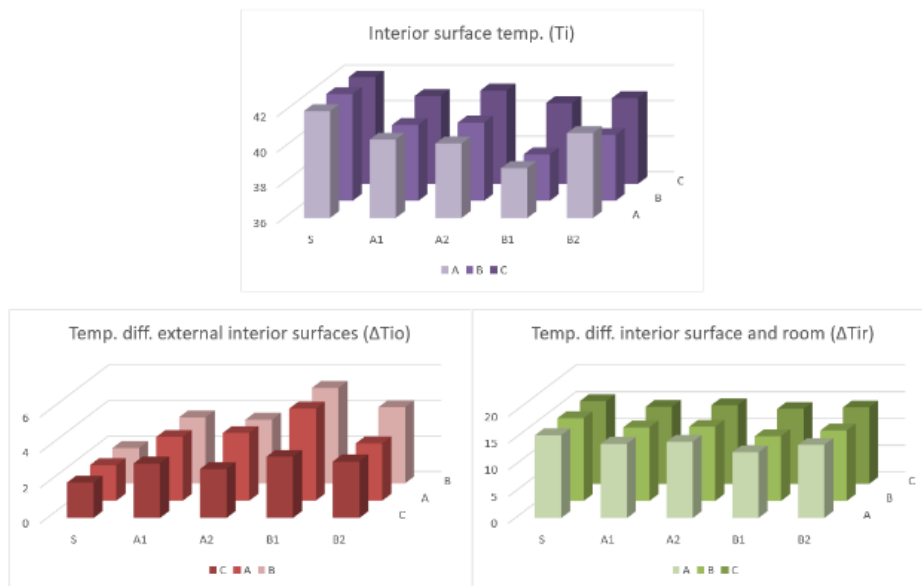 Interior surface temp. (Ti)
42
40
38
36
C
B
A
S A1 A2 B1 B2
A B C
Temp. diff. external interior surfaces (ΔTio)
6
4
2
0
B
A
C
S A1 A2 B1 B2
C A B
Temp. diff. interior surface and room (ΔTir)
20
15
10
5
0
C
B
A
S A1 A2 B1 B2
A B C